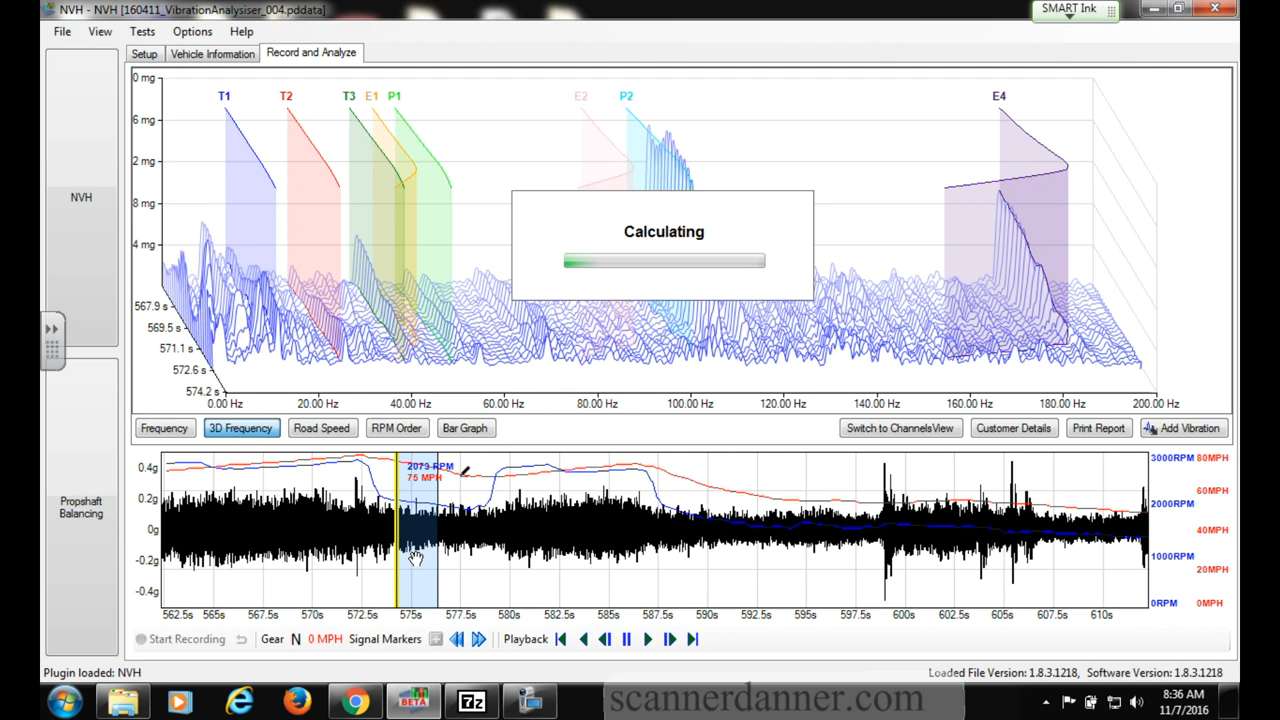 NVH - NVH [160411_VibrationAnalysiser_004.pddata]
SMART Ink
File View Tests Options Help
Setup Vehicle Information Record and Analyze
0 mg
6 mg
2 mg
8 mg
4 mg
T1 T2 T3 E1 P1 E2 P2 E4
Calculating
NVH
567.9 s
569.5 s
571.1 s
572.6 s
574.2 s
0.00 Hz 20.00 Hz 40.00 Hz 60.00 Hz 80.00 Hz 100.00 Hz 120.00 Hz 140.00 Hz 160.00 Hz 180.00 Hz 200.00 Hz
Frequency 3D Frequency Road Speed RPM Order Bar Graph Switch to ChannelsView Customer Details Print Report Add Vibration
Propshaft
Balancing
0.4g
0.2g
0g
-0.2g
-0.4g
2073 RPM
75 MPH
3000RPM 80MPH
60MPH
2000RPM
40MPH
1000RPM
20MPH
0RPM 0MPH
562.5s 565s 567.5s 570s 572.5s 575s 577.5s 580s 582.5s 585s 587.5s 590s 592.5s 595s 597.5s 600s 602.5s 605s 607.5s 610s
Start Recording Gear N 0 MPH Signal Markers Playback
Plugin loaded: NVH
Loaded File Version: 1.8.3.1218, Software Version: 1.8.3.1218
BETA
7z
scannerdanner.com
8:36 AM
11/7/2016